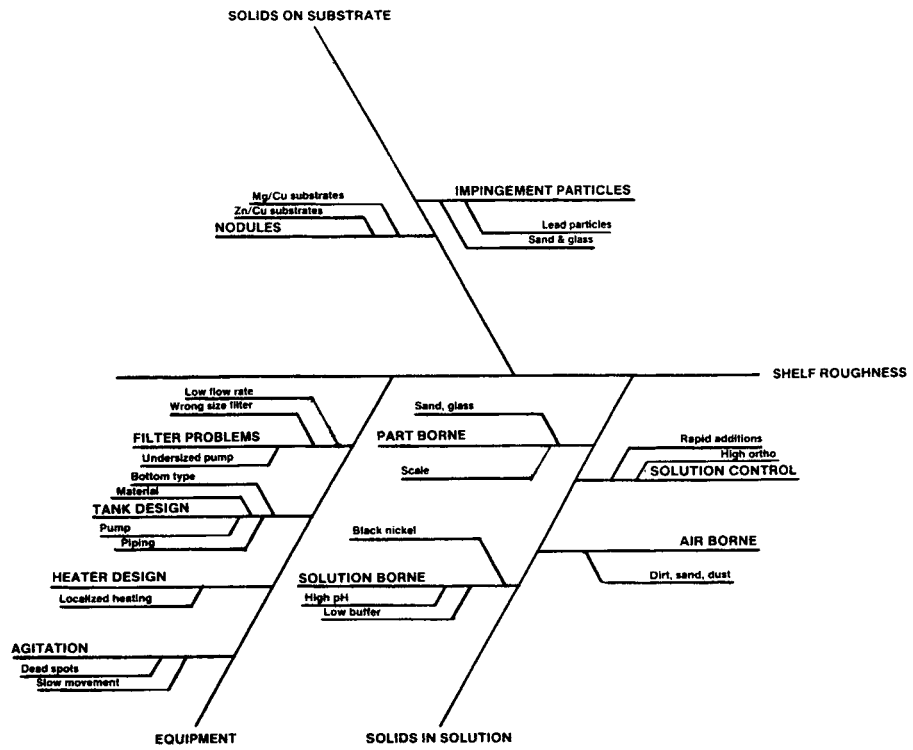 SOLIDS ON SUBSTRATE
IMPINGEMENT PARTICLES
Mg/Cu substrates
Zn/Cu substrates
NODULES
Lead particles
Sand & glass
SHELF ROUGHNESS
Low flow rate
Wrong size filter
FILTER PROBLEMS
Undersized pump
Bottom type
Material
TANK DESIGN
Pump
Piping
HEATER DESIGN
Localized heating
AGITATION
Dead spots
Slow movement
EQUIPMENT
Sand, glass
PART BORNE
Scale
Rapid additions
High ortho
SOLUTION CONTROL
Black nickel
AIR BORNE
Dirt, sand, dust
SOLUTION BORNE
High pH
Low buffer
SOLIDS IN SOLUTION